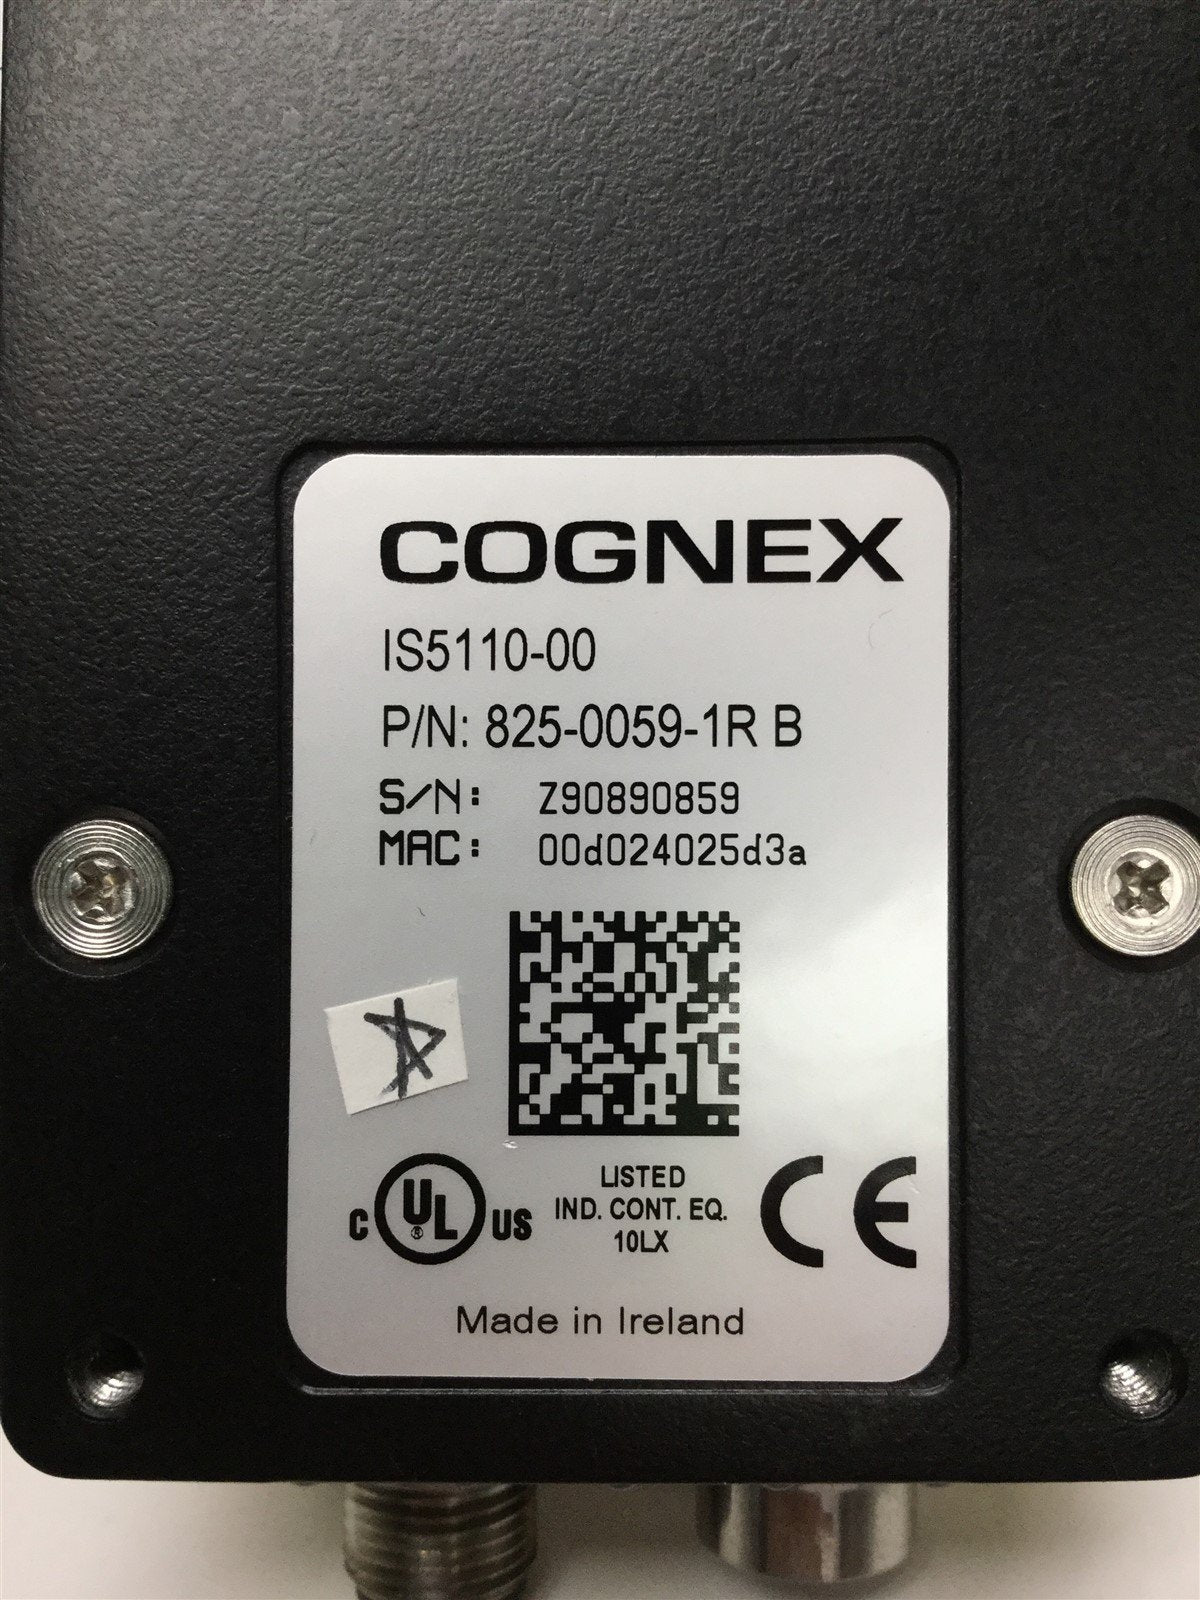 COGNEX
IS5110-00
P/N: 825-0059-1R B
S/N: Z90890859
MAC: 00d024025d3a
C UL® US
LISTED
IND. CONT. EQ.
10LX
CE
Made in Ireland